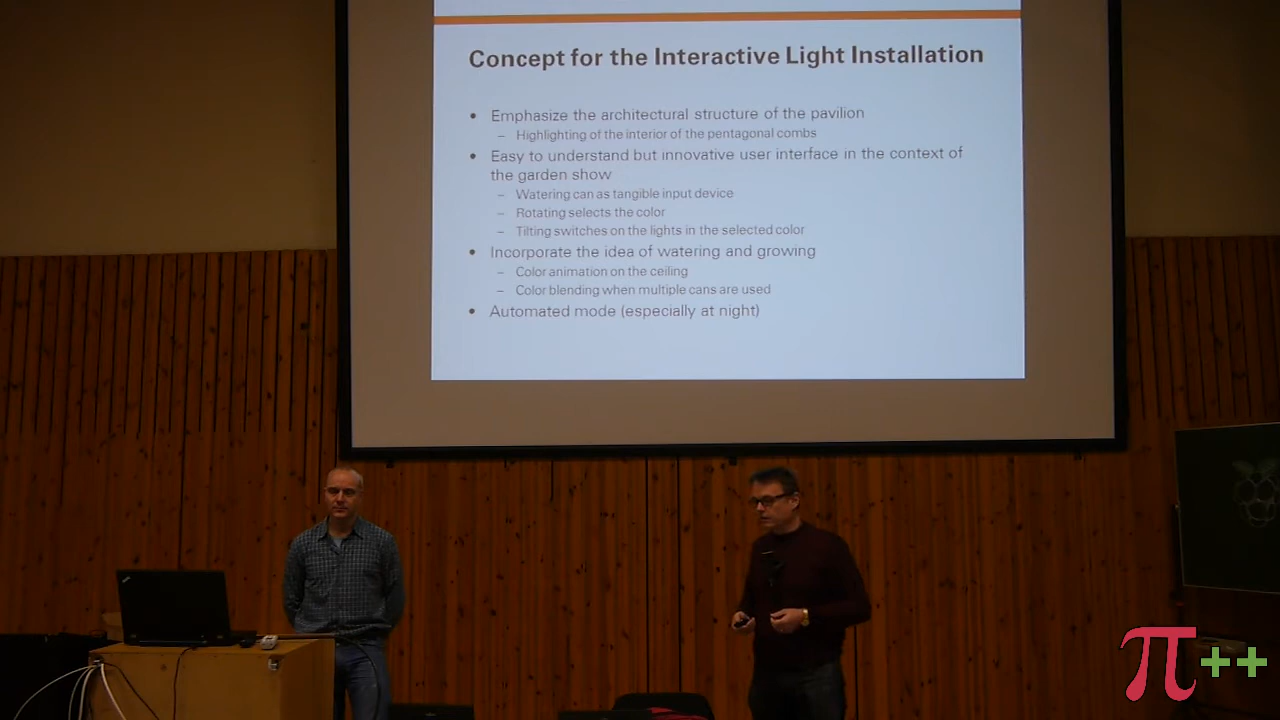 Concept for the Interactive Light Installation
• Emphasize the architectural structure of the pavilion
– Highlighting of the interior of the pentagonal combs
• Easy to understand but innovative user interface in the context of
the garden show
– Watering can as tangible input device
– Rotating selects the color
– Tilting switches on the lights in the selected color
• Incorporate the idea of watering and growing
– Color animation on the ceiling
– Color blending when multiple cans are used
• Automated mode (especially at night)
π++